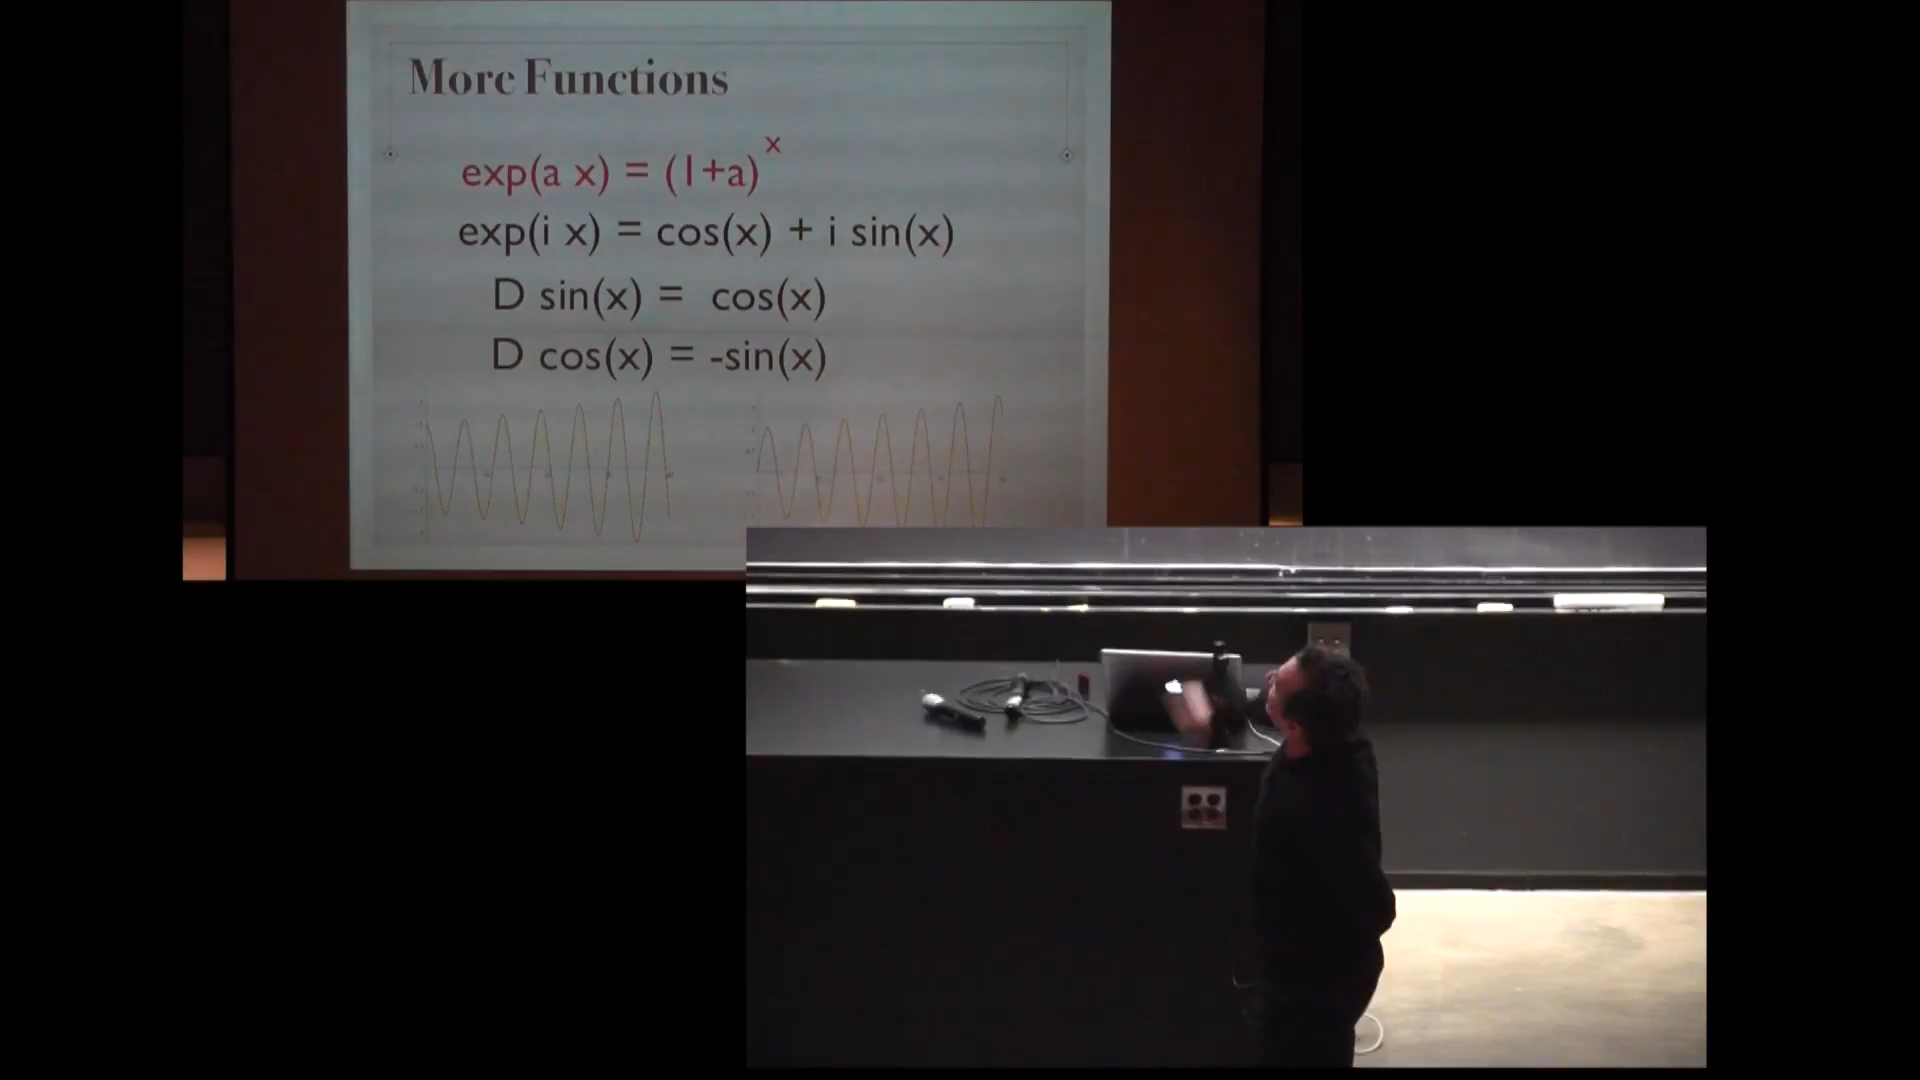 More Functions
exp(a x) = (1+a)^x
exp(i x) = cos(x) + i sin(x)
D sin(x) = cos(x)
D cos(x) = -sin(x)